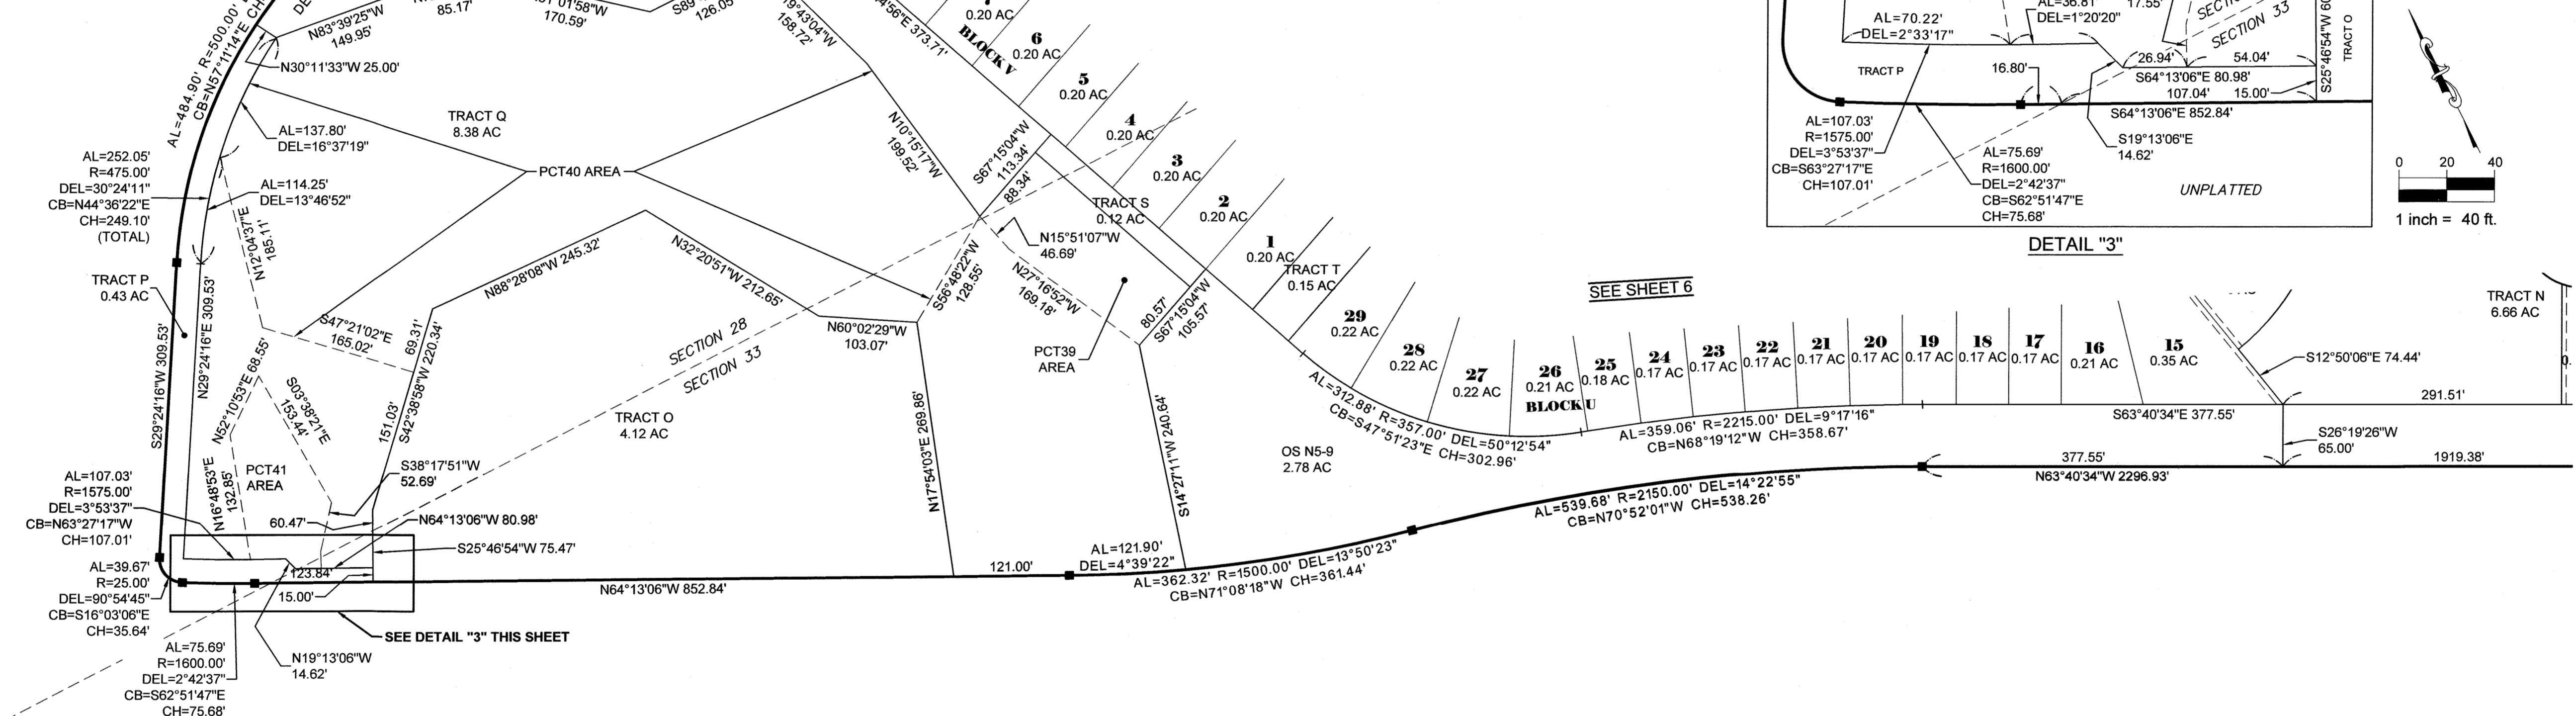 AL=484.90' R=500.00'
CB=N57°11'14"E CH
N83°39'25"W
149.95'
85.17'
170.59'
126.05'
158.72'
N30°11'33"W 25.00'
AL=137.80'
DEL=16°37'19"
TRACT Q
8.38 AC
PCT40 AREA
AL=252.05'
R=475.00'
DEL=30°24'11"
CB=N44°36'22"E
CH=249.10'
(TOTAL)
AL=114.25'
DEL=13°46'52"
N12°04'37"E
185.11'
TRACT P
0.43 AC
S29°24'16"W 309.53'
N29°24'16"E 309.53'
S47°21'02"E
165.02'
69.31'
S42°38'58"W 220.34'
151.03'
N88°28'08"W 245.32'
N32°20'51"W 212.65'
N60°02'29"W
103.07'
N10°15'17"W
199.52'
S67°15'04"W
113.34'
88.34'
TRACT S
0.12 AC
N15°51'07"W
46.69'
S56°48'22"W
128.55'
N27°16'52"W
169.18'
80.57'
S67°15'04"W
105.57'
PCT39
AREA
SECTION 28
SECTION 33
TRACT O
4.12 AC
N52°10'53"E 68.55'
S03°38'21"E
153.44'
N16°48'53"E
132.85'
PCT41
AREA
S38°17'51"W
52.69'
60.47'
N64°13'06"W 80.98'
S25°46'54"W 75.47'
AL=107.03'
R=1575.00'
DEL=3°53'37"
CB=N63°27'17"W
CH=107.01'
AL=39.67'
R=25.00'
DEL=90°54'45"
CB=S16°03'06"E
CH=35.64'
123.84'
15.00'
AL=75.69'
R=1600.00'
DEL=2°42'37"
CB=S62°51'47"E
CH=75.68'
N19°13'06"W
14.62'
SEE DETAIL "3" THIS SHEET
N64°13'06"W 852.84'
N17°54'03"E 269.86'
121.00'
AL=121.90'
DEL=4°39'22"
S14°27'11"W 240.64'
AL=362.32' R=1500.00' DEL=13°50'23"
CB=N71°08'18"W CH=361.44'
OS N5-9
2.78 AC
373.71'
0.20 AC
BLOCK V
6
0.20 AC
5
0.20 AC
4
0.20 AC
3
0.20 AC
2
0.20 AC
1
0.20 AC
TRACT T
0.15 AC
29
0.22 AC
28
0.22 AC
27
0.22 AC
26
0.21 AC
BLOCK U
25
0.18 AC
24
0.17 AC
23
0.17 AC
22
0.17 AC
21
0.17 AC
20
0.17 AC
19
0.17 AC
18
0.17 AC
17
0.17 AC
16
0.21 AC
15
0.35 AC
SEE SHEET 6
AL=312.88' R=357.00' DEL=50°12'54"
CB=S47°51'23"E CH=302.96'
AL=359.06' R=2215.00' DEL=9°17'16"
CB=N68°19'12"W CH=358.67'
AL=539.68' R=2150.00' DEL=14°22'55"
CB=N70°52'01"W CH=538.26'
S63°40'34"E 377.55'
S12°50'06"E 74.44'
291.51'
S26°19'26"W
65.00'
377.55'
N63°40'34"W 2296.93'
1919.38'
TRACT N
6.66 AC
AL=70.22'
DEL=2°33'17"
AL=36.81'
DEL=1°20'20"
17.55'
SECTION 33
TRACT P
16.80'
26.94'
54.04'
S64°13'06"E 80.98'
107.04'
15.00'
S64°13'06"E 852.84'
S25°46'54"W
TRACT O
AL=107.03'
R=1575.00'
DEL=3°53'37"
CB=S63°27'17"E
CH=107.01'
AL=75.69'
R=1600.00'
DEL=2°42'37"
CB=S62°51'47"E
CH=75.68'
S19°13'06"E
14.62'
UNPLATTED
DETAIL "3"
0 20 40
1 inch = 40 ft.